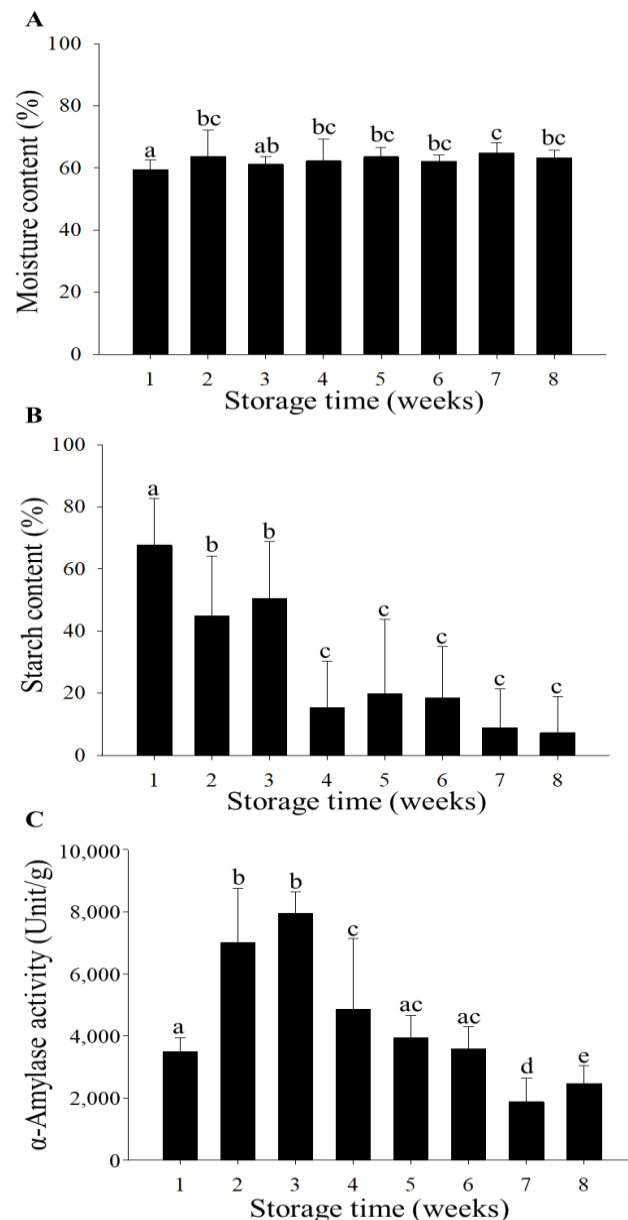 A
Moisture content (%)
100
80
60
40
20
0
a
bc
ab
bc
bc
bc
c
bc
1 2 3 4 5 6 7 8
Storage time (weeks)
B
Starch content (%)
100
80
60
40
20
0
a
b
b
c
c
c
c
c
1 2 3 4 5 6 7 8
Storage time (weeks)
C
α-Amylase activity (Unit/g)
10,000
8,000
6,000
4,000
2,000
0
a
b
b
c
ac
ac
d
e
1 2 3 4 5 6 7 8
Storage time (weeks)